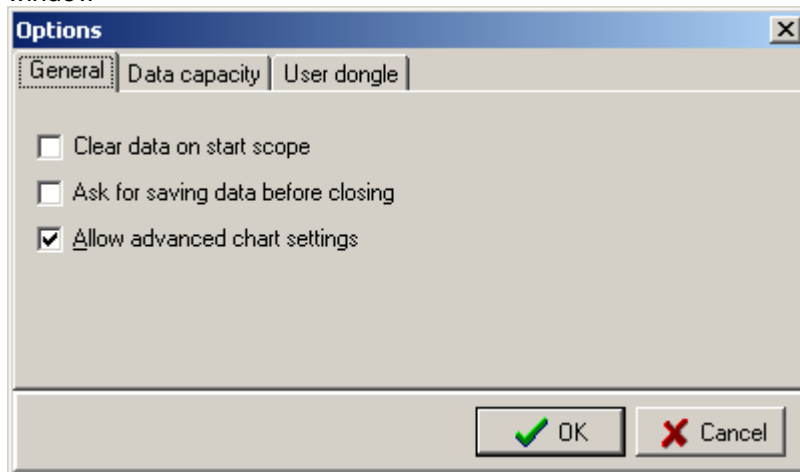 Options
General Data capacity User dongle
Clear data on start scope
Ask for saving data before closing
Allow advanced chart settings
OK Cancel